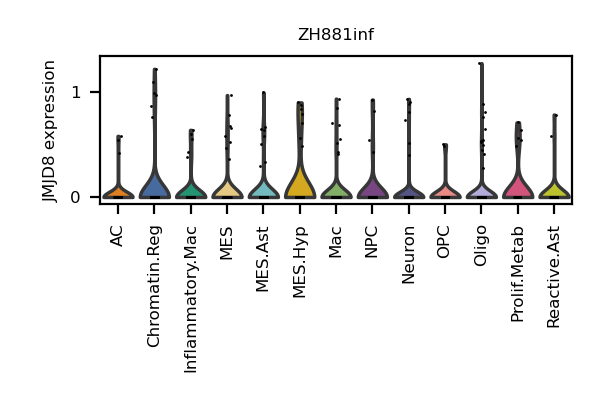 ZH881inf
JMJD8 expression
1
0
AC
Chromatin.Reg
Inflammatory.Mac
MES
MES.Ast
MES.Hyp
Mac
NPC
Neuron
OPC
Oligo
Prolif.Metab
Reactive.Ast